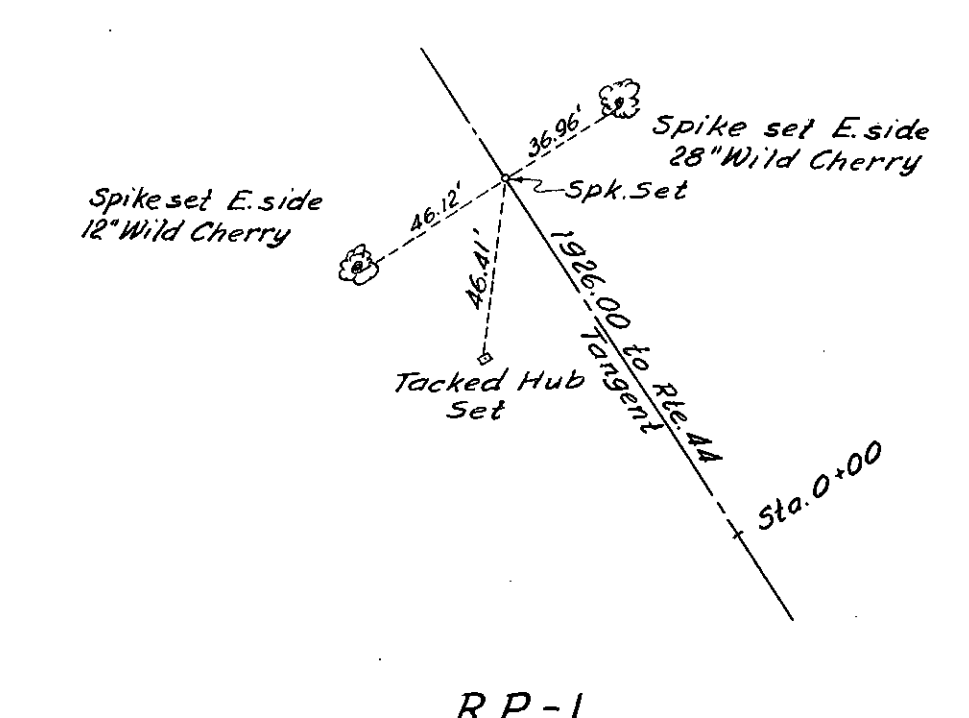 36.96'
Spike set E. side
28" Wild Cherry
Spk. Set
Spike set E. side
12" Wild Cherry
46.12'
46.41'
Tacked Hub
Set
1926.00 to Rte. 44
Tangent
Sta. 0+00
R.P-1